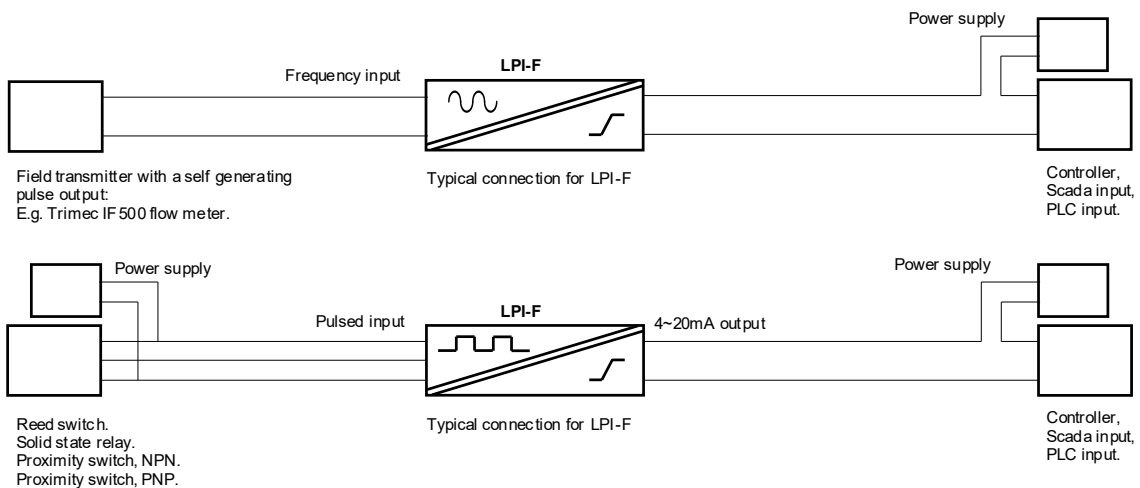 Power supply
LPI-F
Frequency input
Field transmitter with a self generating
pulse output:
E.g. Trimec IF500 flow meter.
Typical connection for LPI-F
Controller,
Scada input,
PLC input.
Power supply
Power supply
LPI-F
Pulsed input
4~20mA output
Reed switch.
Solid state relay.
Proximity switch, NPN.
Proximity switch, PNP.
Typical connection for LPI-F
Controller,
Scada input,
PLC input.